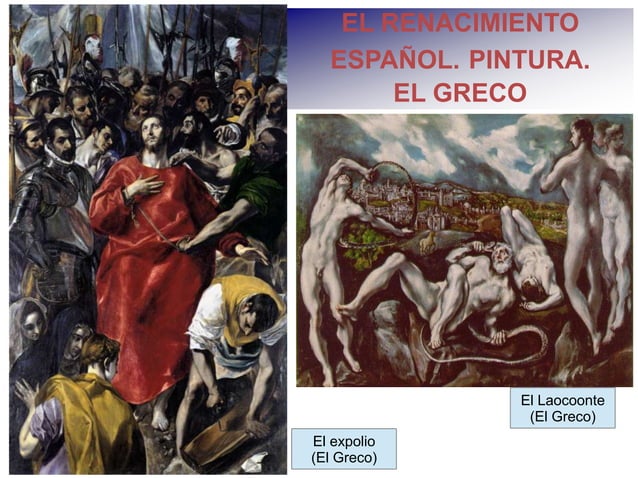 EL RENACIMIENTO
ESPAÑOL. PINTURA.
EL GRECO
El Laocoonte
(El Greco)
El expolio
(El Greco)